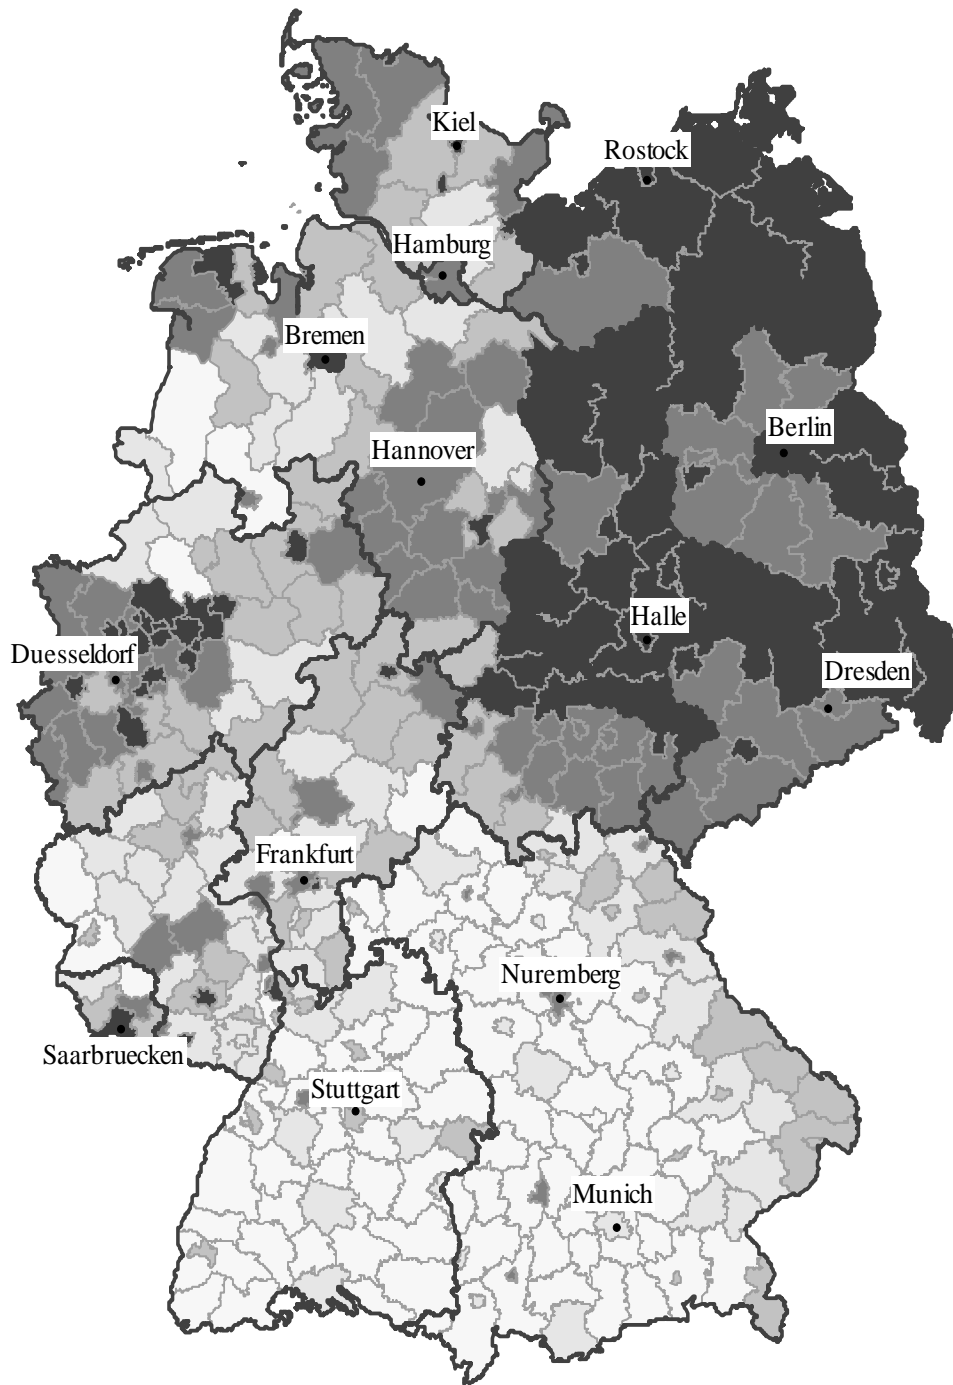 Kiel
Rostock
Hamburg
Bremen
Berlin
Hannover
Halle
Duesseldorf
Dresden
Frankfurt
Nuremberg
Saarbruecken
Stuttgart
Munich